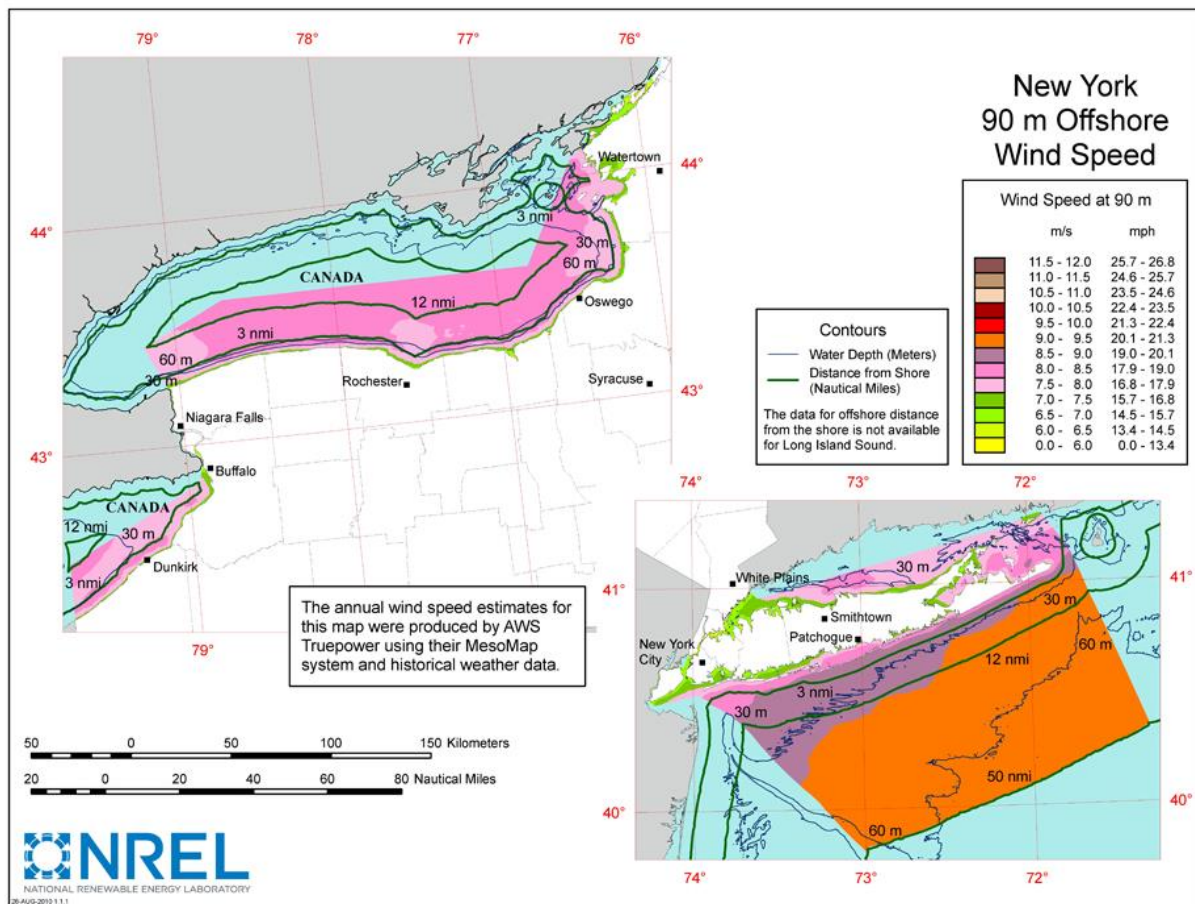 79°
78°
77°
76°
New York
90 m Offshore
Wind Speed
Watertown
44°
3 nmi
44°
30 m
60 m
CANADA
12 nmi
Oswego
3 nmi
60 m
30 m
Rochester
Syracuse
43°
Niagara Falls
43°
Buffalo
CANADA
12 nmi
30 m
3 nmi
Dunkirk
79°
Wind Speed at 90 m
m/s mph
11.5 - 12.0 25.7 - 26.8
11.0 - 11.5 24.6 - 25.7
10.5 - 11.0 23.5 - 24.6
10.0 - 10.5 22.4 - 23.5
9.5 - 10.0 21.3 - 22.4
9.0 - 9.5 20.1 - 21.3
8.5 - 9.0 19.0 - 20.1
8.0 - 8.5 17.9 - 19.0
7.5 - 8.0 16.8 - 17.9
7.0 - 7.5 15.7 - 16.8
6.5 - 7.0 14.5 - 15.7
6.0 - 6.5 13.4 - 14.5
0.0 - 6.0 0.0 - 13.4
Contours
Water Depth (Meters)
Distance from Shore
(Nautical Miles)
The data for offshore distance
from the shore is not available
for Long Island Sound.
74°
73°
72°
30 m
41°
41°
White Plains
Smithtown
Patchogue
30 m
New York
City
60 m
12 nmi
3 nmi
30 m
50 nmi
40°
40°
60 m
74°
73°
72°
The annual wind speed estimates for
this map were produced by AWS
Truepower using their MesoMap
system and historical weather data.
50 0 50 100 150 Kilometers
20 0 20 40 60 80 Nautical Miles
NREL
NATIONAL RENEWABLE ENERGY LABORATORY
26-AUG-2010 1.1.1